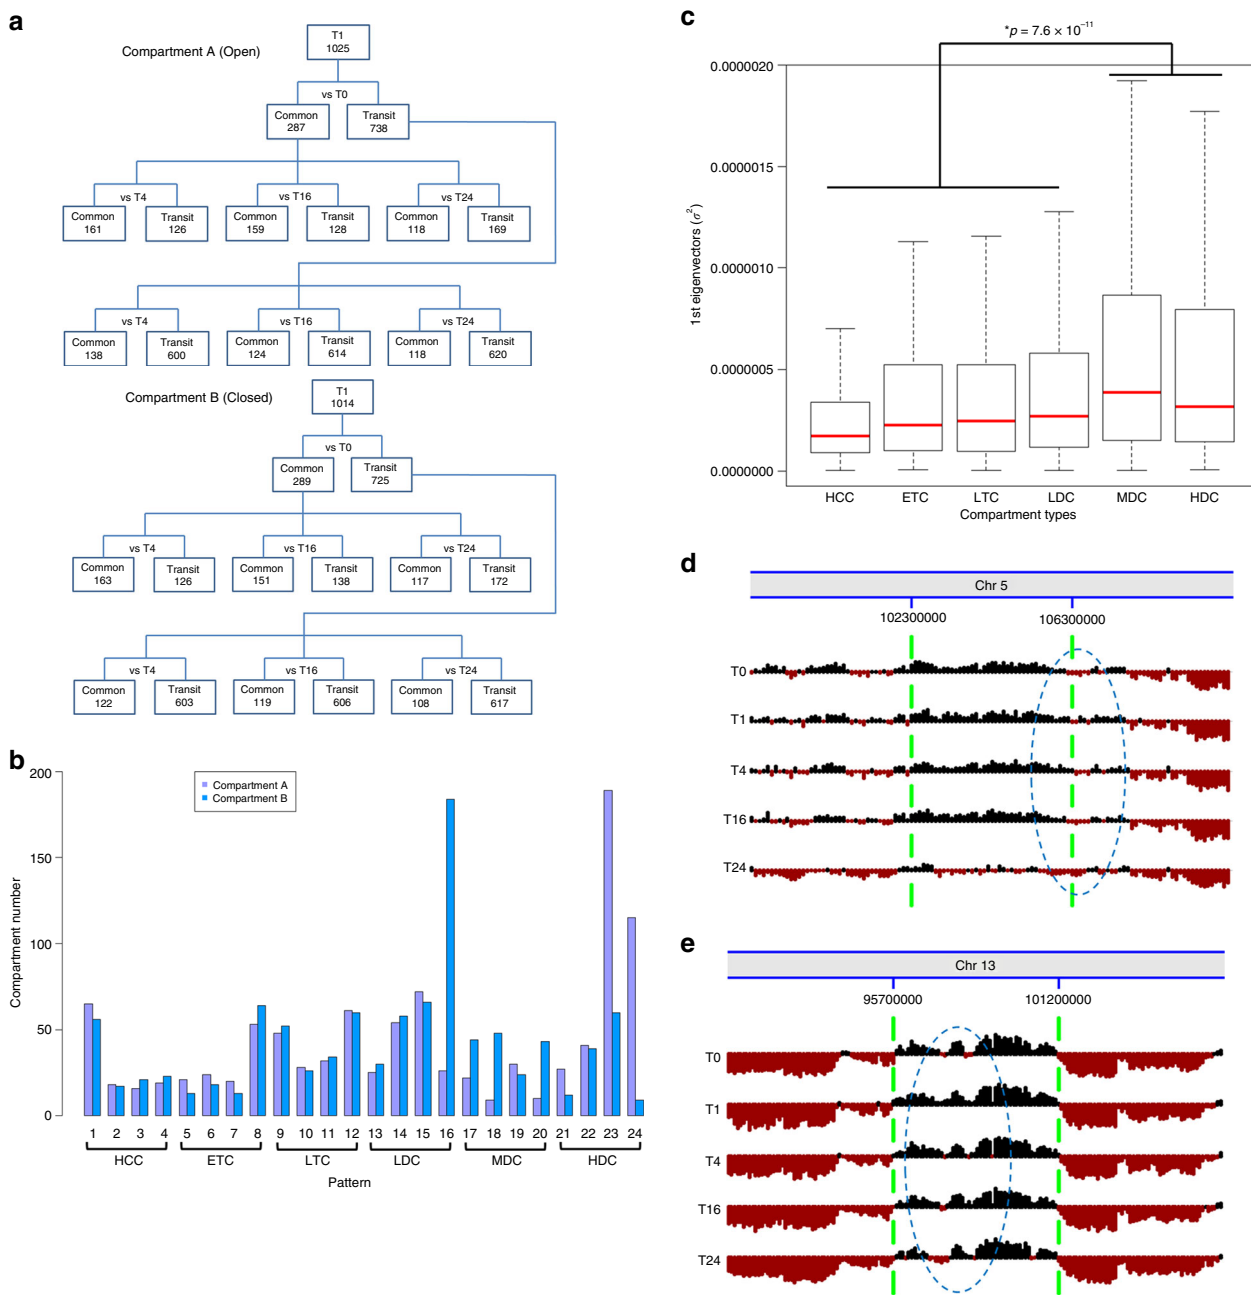 a
Compartment A (Open)
T1
1025
vs T0
Common
287
Transit
738
vs T4
vs T16
vs T24
Common
161
Transit
126
Common
159
Transit
128
Common
118
Transit
169
vs T4
vs T16
vs T24
Common
138
Transit
600
Common
124
Transit
614
Common
118
Transit
620
Compartment B (Closed)
T1
1014
vs T0
Common
289
Transit
725
vs T4
vs T16
vs T24
Common
163
Transit
126
Common
151
Transit
138
Common
117
Transit
172
vs T4
vs T16
vs T24
Common
122
Transit
603
Common
119
Transit
606
Common
108
Transit
617
b
Compartment number
200
150
100
50
0
Compartment A
Compartment B
1 2 3 4 5 6 7 8 9 10 11 12 13 14 15 16 17 18 19 20 21 22 23 24
HCC ETC LTC LDC MDC HDC
Pattern
c
*p = 7.6 × 10⁻¹¹
1st eigenvectors (σ²)
0.0000020
0.0000015
0.0000010
0.0000005
0.0000000
HCC ETC LTC LDC MDC HDC
Compartment types
d
Chr 5
102300000 106300000
T0
T1
T4
T16
T24
e
Chr 13
95700000 101200000
T0
T1
T4
T16
T24